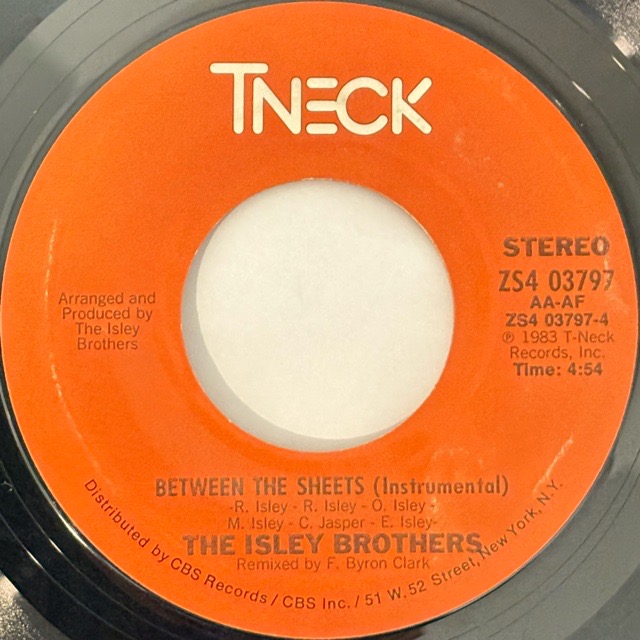 TNECK
STEREO
ZS4 03797
AA-AF
ZS4 03797-4
℗ 1983 T-Neck
Records, Inc.
Time: 4:54
Arranged and
Produced by
The Isley
Brothers
BETWEEN THE SHEETS (Instrumental)
-R. Isley - R. Isley - O. Isley -
M. Isley - C. Jasper - E. Isley-
THE ISLEY BROTHERS
Remixed by F. Byron Clark
Distributed by CBS Records / CBS Inc. / 51 W. 52 Street, New York, N.Y.